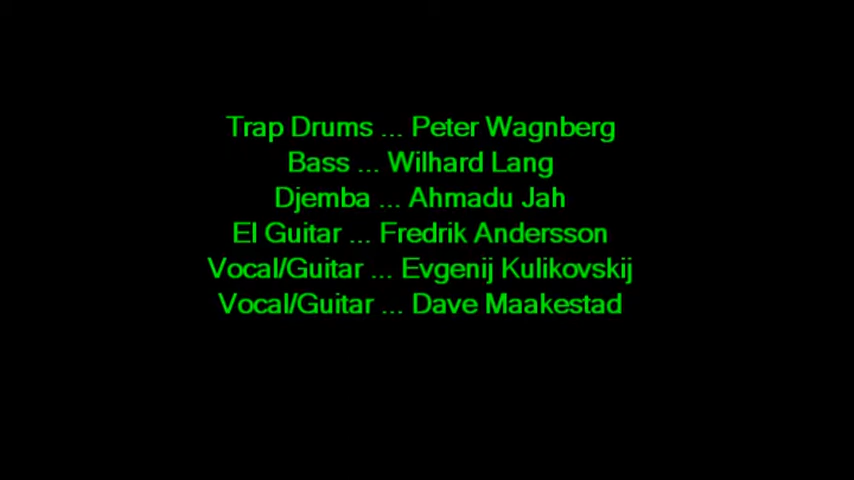 Trap Drums ... Peter Wagnberg
Bass ... Wilhard Lang
Djemba ... Ahmadu Jah
El Guitar ... Fredrik Andersson
Vocal/Guitar ... Evgenij Kulikovskij
Vocal/Guitar ... Dave Maakestad